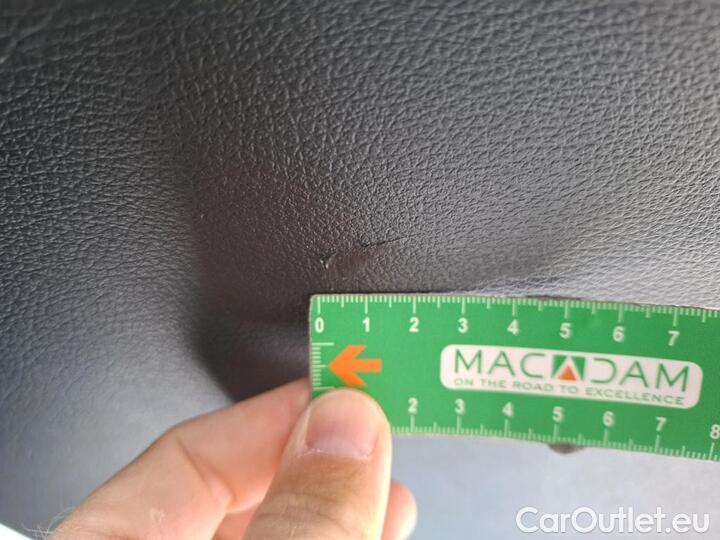 0 1 2 3 4 5 6 7
MACADAM
ON THE ROAD TO EXCELLENCE
2 3 4 5 6 7 8
CarOutlet.eu